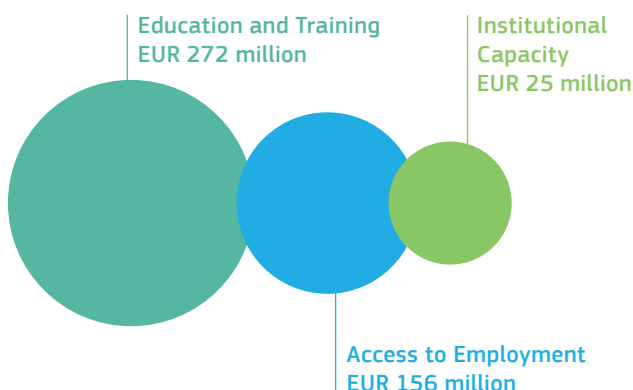 Education and Training
EUR 272 million
Institutional
Capacity
EUR 25 million
Access to Employment
EUR 156 million